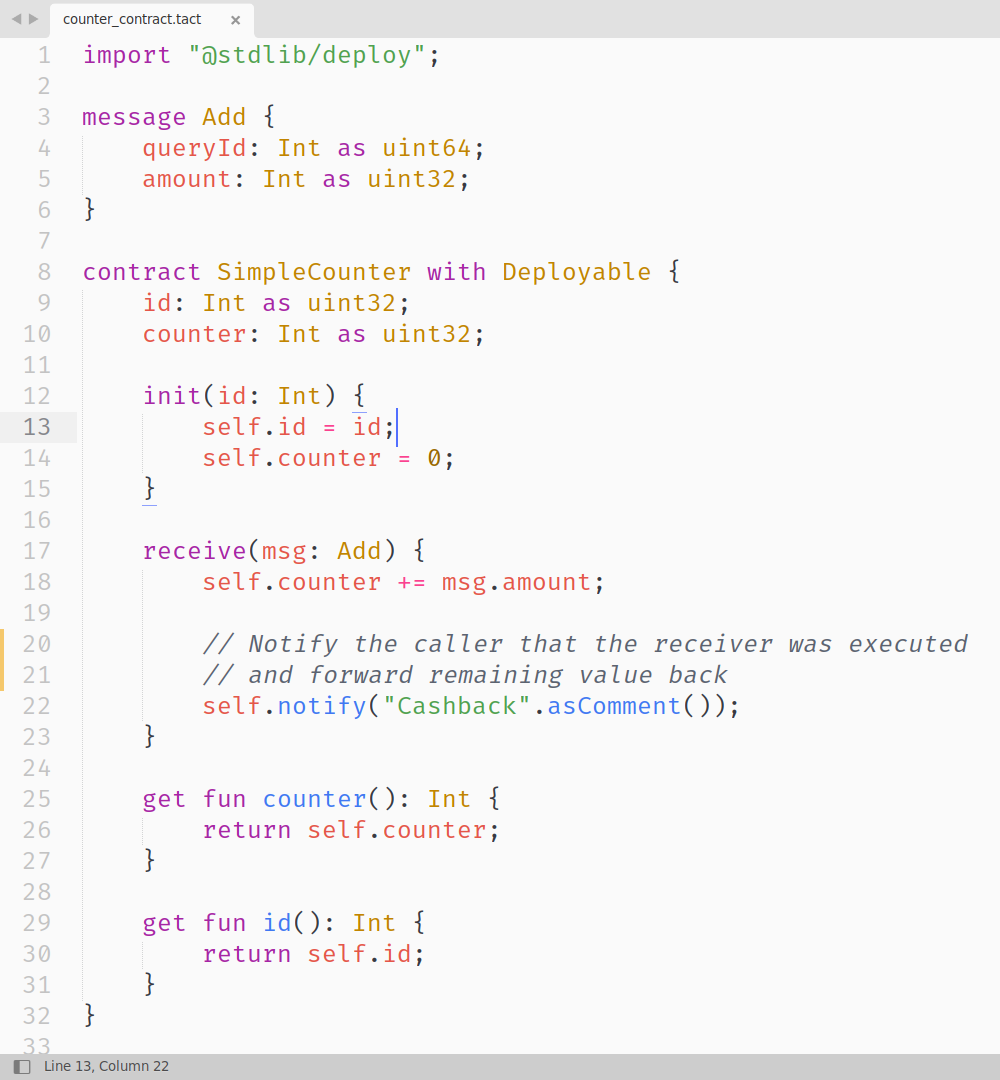 counter_contract.tact ×
1 import "@stdlib/deploy";
2
3 message Add {
4     queryId: Int as uint64;
5     amount: Int as uint32;
6 }
7
8 contract SimpleCounter with Deployable {
9     id: Int as uint32;
10     counter: Int as uint32;
11
12     init(id: Int) {
13         self.id = id;
14         self.counter = 0;
15     }
16
17     receive(msg: Add) {
18         self.counter += msg.amount;
19
20         // Notify the caller that the receiver was executed
21         // and forward remaining value back
22         self.notify("Cashback".asComment());
23     }
24
25     get fun counter(): Int {
26         return self.counter;
27     }
28
29     get fun id(): Int {
30         return self.id;
31     }
32 }
33
Line 13, Column 22